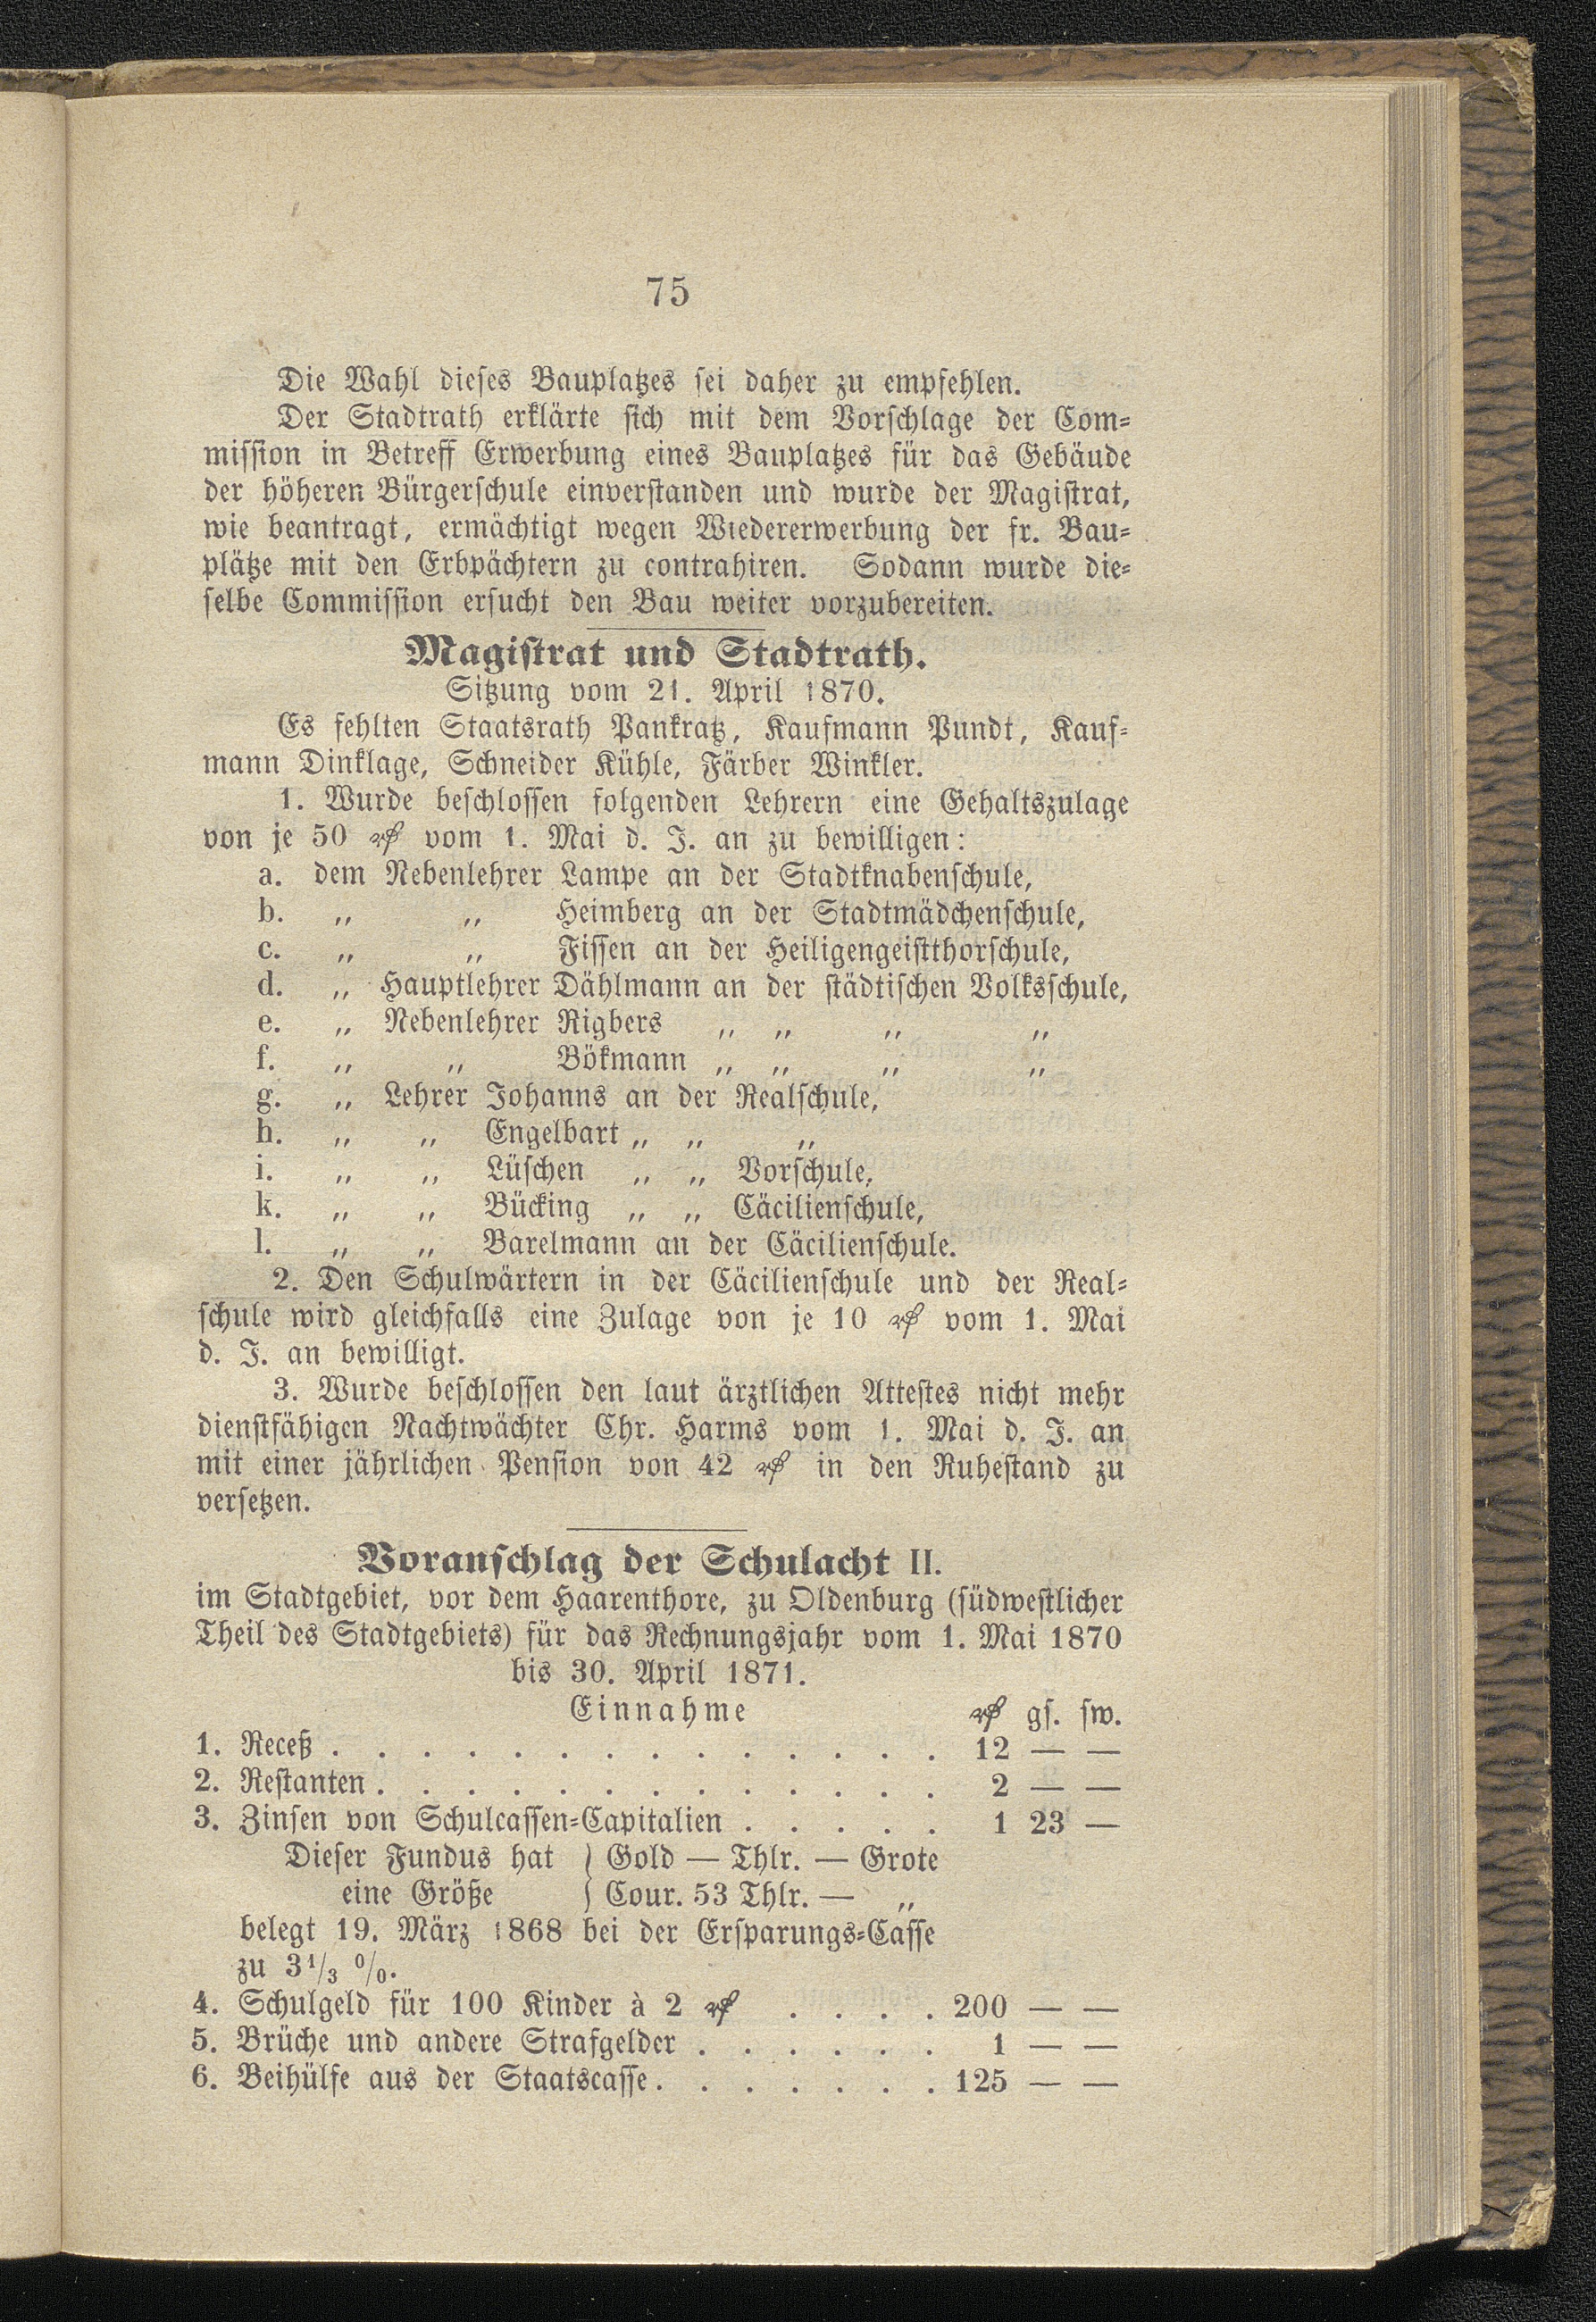 75
Die Wahl dieses Bauplatzes sei daher zu empfehlen.
Der Stadtrath erklärte sich mit dem Vorschlage der Com-
mission in Betreff Erwerbung eines Bauplatzes für das Gebäude
der höheren Bürgerschule einverstanden und wurde der Magistrat,
wie beantragt, ermächtigt wegen Wiedererwerbung der fr. Bau-
plätze mit den Erbpächtern zu contrahiren. Sodann wurde die-
selbe Commission ersucht den Bau weiter vorzubereiten.
Magistrat und Stadtrath.
Sitzung vom 21. April 1870.
Es fehlten Staatsrath Pankratz, Kaufmann Pundt, Kauf-
mann Dinklage, Schneider Kühle, Färber Winkler.
1. Wurde beschlossen folgenden Lehrern eine Gehaltszulage
von je 50 ₰ vom 1. Mai d. J. an zu bewilligen:
a. dem Nebenlehrer Lampe an der Stadtknabenschule,
b. „ „ Heimberg an der Stadtmädchenschule,
c. „ „ Fissen an der Heiligengeistthorschule,
d. „ Hauptlehrer Dählmann an der städtischen Volksschule,
e. „ Nebenlehrer Rigbers „ „ „ „
f. „ „ Bökmann „ „ „ „
g. „ Lehrer Johanns an der Realschule,
h. „ „ Engelbart „ „ „
i. „ „ Lüschen „ „ Vorschule,
k. „ „ Bücking „ „ Cäcilienschule,
l. „ „ Barelmann an der Cäcilienschule.
2. Den Schulwärtern in der Cäcilienschule und der Real-
schule wird gleichfalls eine Zulage von je 10 ₰ vom 1. Mai
d. J. an bewilligt.
3. Wurde beschlossen den laut ärztlichen Attestes nicht mehr
dienstfähigen Nachtwächter Chr. Harms vom 1. Mai d. J. an
mit einer jährlichen Pension von 42 ₰ in den Ruhestand zu
versetzen.
Voranschlag der Schulacht II.
im Stadtgebiet, vor dem Haarenthore, zu Oldenburg (südwestlicher
Theil des Stadtgebiets) für das Rechnungsjahr vom 1. Mai 1870
bis 30. April 1871.
Einnahme ₰ gs. sw.
1. Receß . . . . . . . . . . . . . . 12 — —
2. Restanten . . . . . . . . . . . . . 2 — —
3. Zinsen von Schulcassen-Capitalien . . . . . 1 23 —
Dieser Fundus hat } Gold — Thlr. — Grote
eine Größe } Cour. 53 Thlr. — „
belegt 19. März 1868 bei der Ersparungs-Casse
zu 3 1/3 %.
4. Schulgeld für 100 Kinder à 2 ₰ . . . . 200 — —
5. Brüche und andere Strafgelder . . . . . . 1 — —
6. Beihülfe aus der Staatscasse . . . . . . . 125 — —